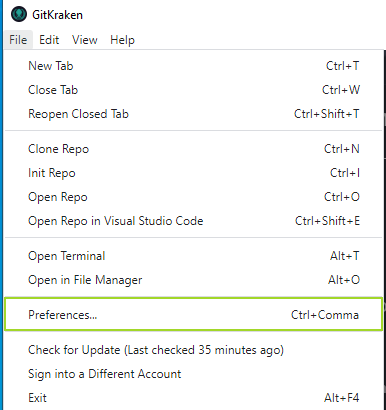 GitKraken
File Edit View Help
New Tab Ctrl+T
Close Tab Ctrl+W
Reopen Closed Tab Ctrl+Shift+T
Clone Repo Ctrl+N
Init Repo Ctrl+I
Open Repo Ctrl+O
Open Repo in Visual Studio Code Ctrl+Shift+E
Open Terminal Alt+T
Open in File Manager Alt+O
Preferences... Ctrl+Comma
Check for Update (Last checked 35 minutes ago)
Sign into a Different Account
Exit Alt+F4